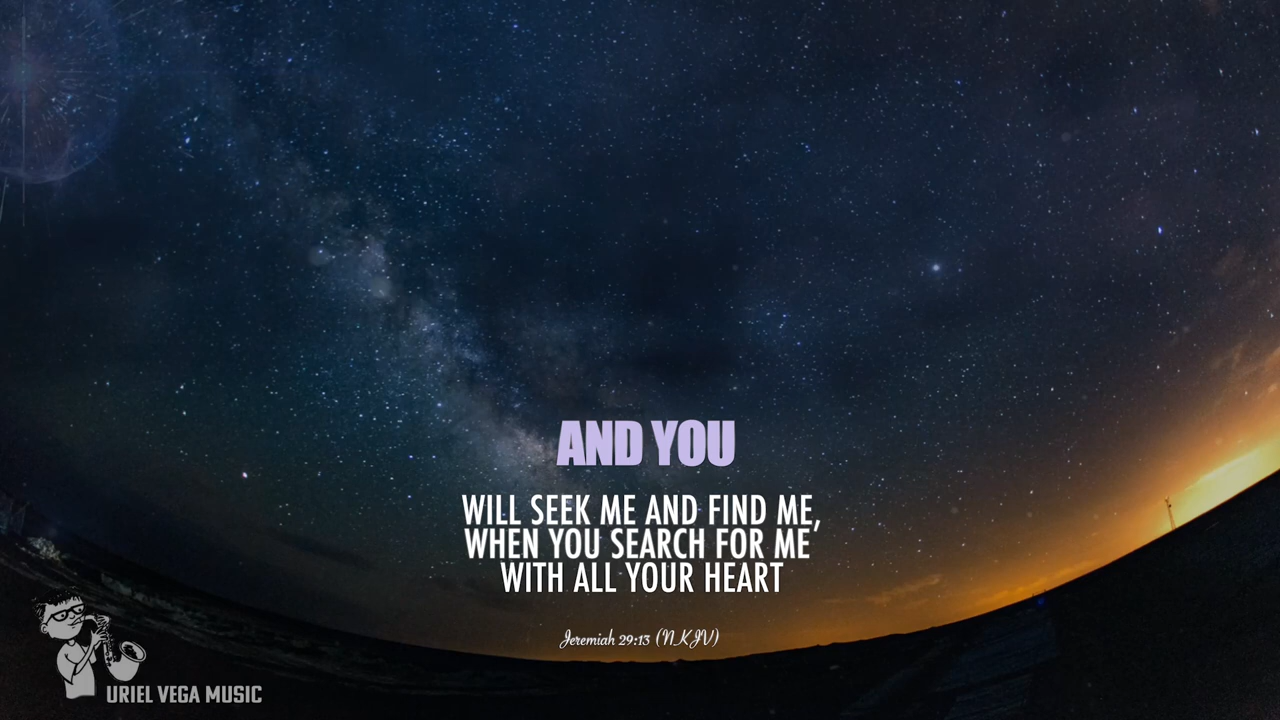 AND YOU
WILL SEEK ME AND FIND ME,
WHEN YOU SEARCH FOR ME
WITH ALL YOUR HEART
Jeremiah 29:13 (NKJV)
URIEL VEGA MUSIC